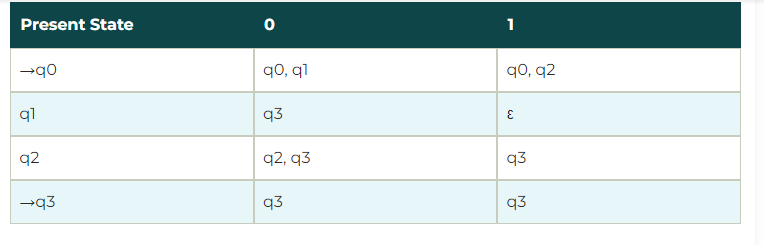 Present State 0 1
→q0 q0, q1 q0, q2
q1 q3 ε
q2 q2, q3 q3
→q3 q3 q3